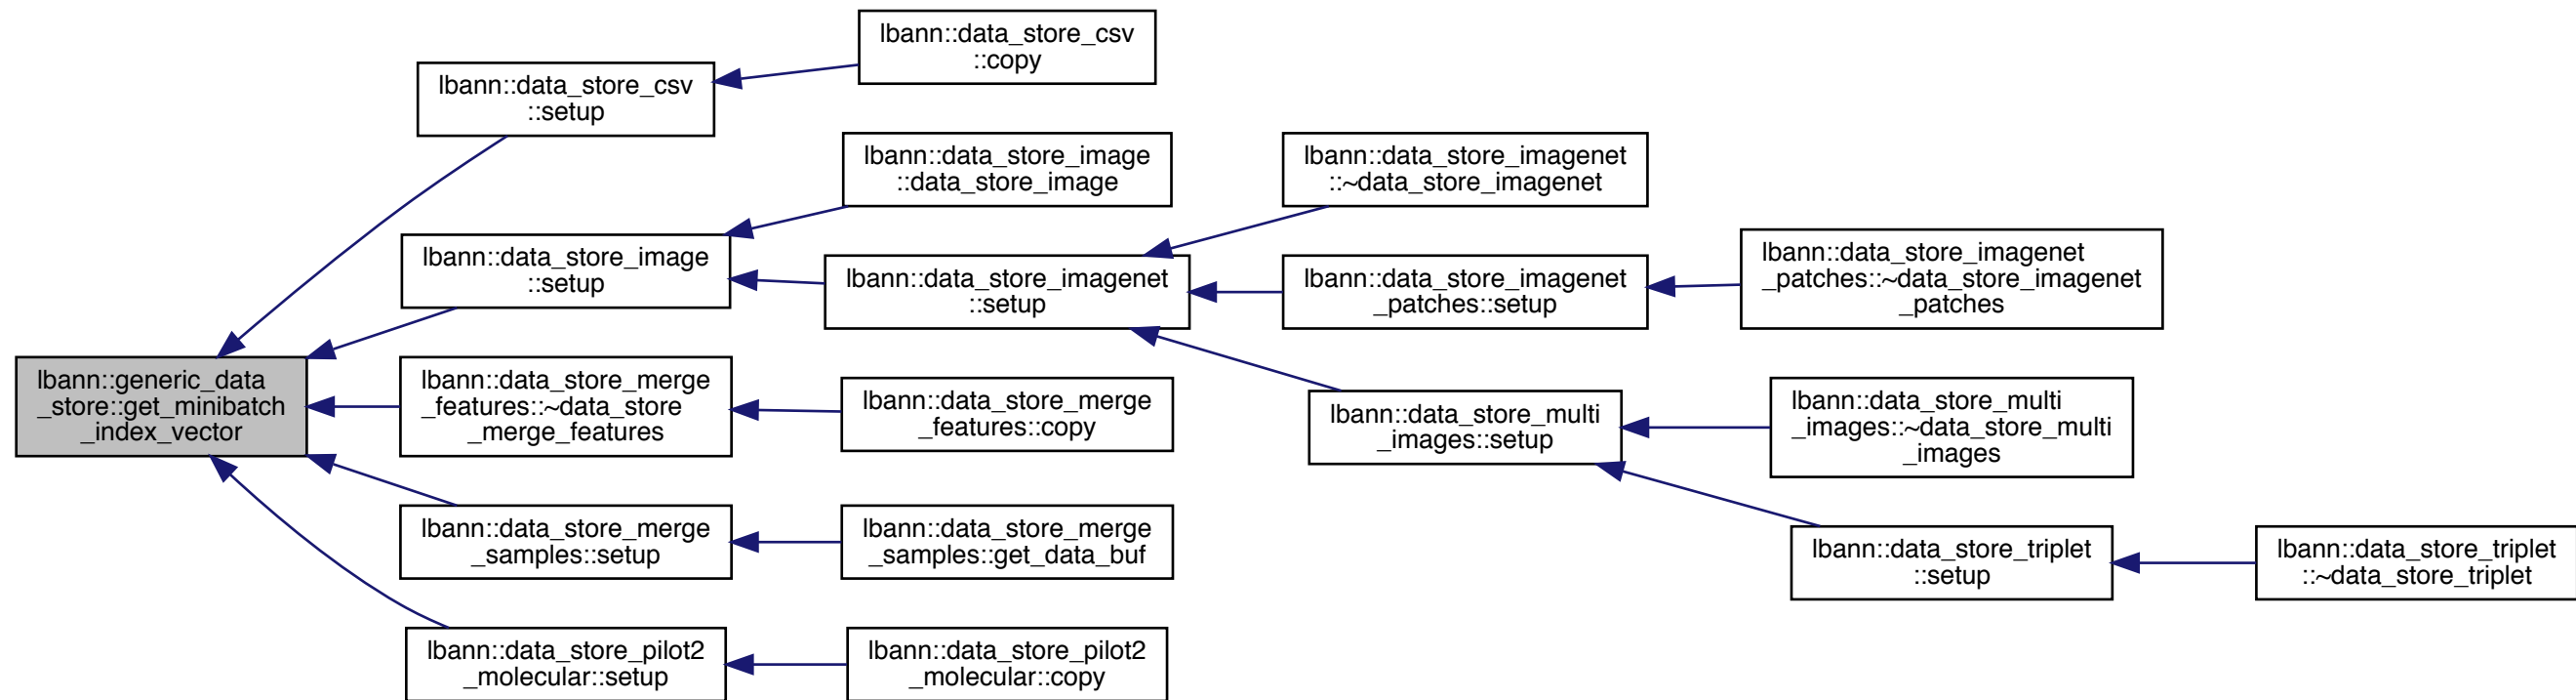 lbann::data_store_csv
::copy
lbann::data_store_csv
::setup
lbann::data_store_image
::data_store_image
lbann::data_store_imagenet
::~data_store_imagenet
lbann::data_store_image
::setup
lbann::data_store_imagenet
::setup
lbann::data_store_imagenet
_patches::setup
lbann::data_store_imagenet
_patches::~data_store_imagenet
_patches
lbann::generic_data
_store::get_minibatch
_index_vector
lbann::data_store_merge
_features::~data_store
_merge_features
lbann::data_store_merge
_features::copy
lbann::data_store_multi
_images::setup
lbann::data_store_multi
_images::~data_store_multi
_images
lbann::data_store_merge
_samples::setup
lbann::data_store_merge
_samples::get_data_buf
lbann::data_store_triplet
::setup
lbann::data_store_triplet
::~data_store_triplet
lbann::data_store_pilot2
_molecular::setup
lbann::data_store_pilot2
_molecular::copy